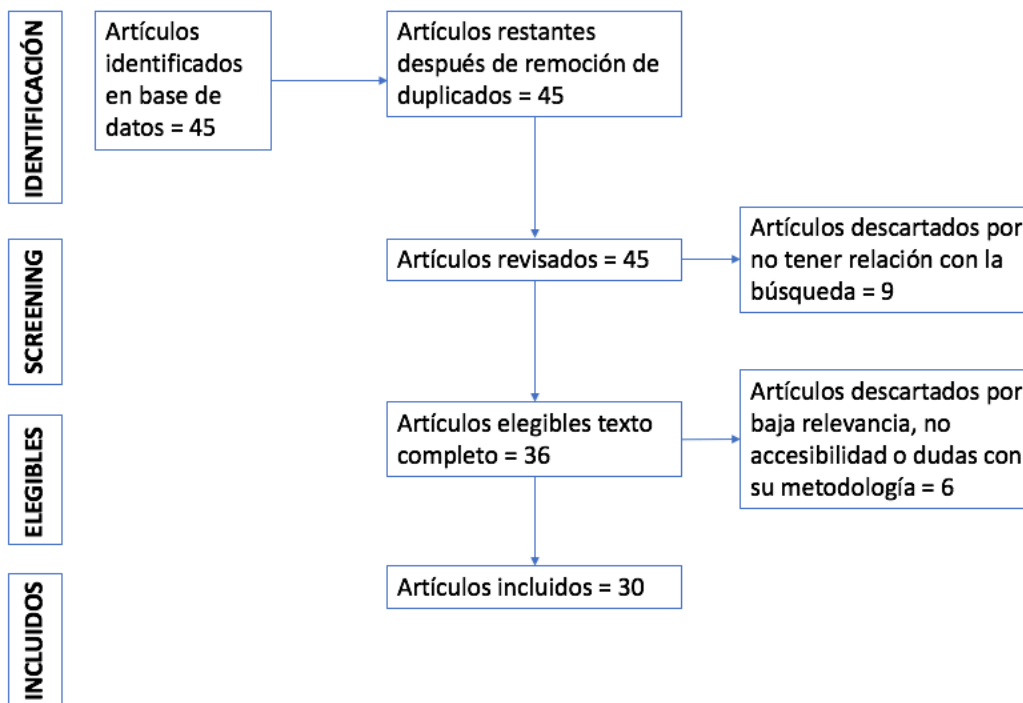 IDENTIFICACIÓN
Artículos
identificados
en base de
datos = 45
Artículos restantes
después de remoción de
duplicados = 45
SCREENING
Artículos revisados = 45
Artículos descartados por
no tener relación con la
búsqueda = 9
ELEGIBLES
Artículos elegibles texto
completo = 36
Artículos descartados por
baja relevancia, no
accesibilidad o dudas con
su metodología = 6
INCLUIDOS
Artículos incluidos = 30